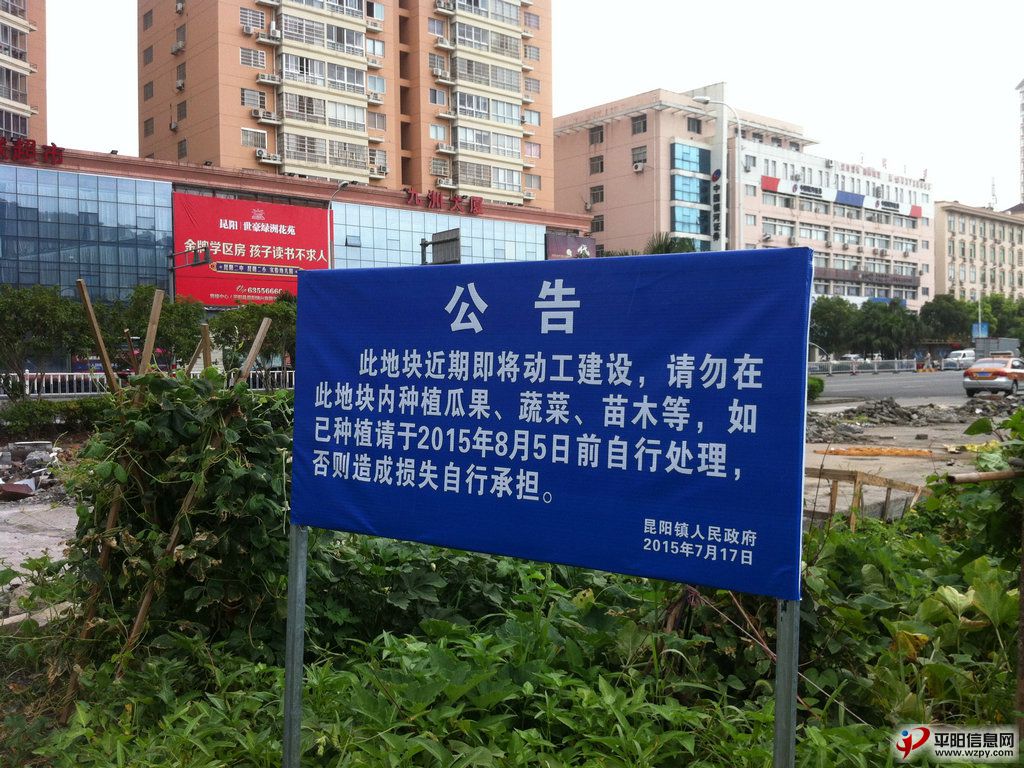 超市
九洲大厦
昆阳 世豪绿洲花苑
金牌学区房 孩子读书不求人
公 告
此地块近期即将动工建设，请勿在
此地块内种植瓜果、蔬菜、苗木等，如
已种植请于2015年8月5日前自行处理，
否则造成损失自行承担。
昆阳镇人民政府
2015年7月17日
平阳信息网
www.wzpy.com